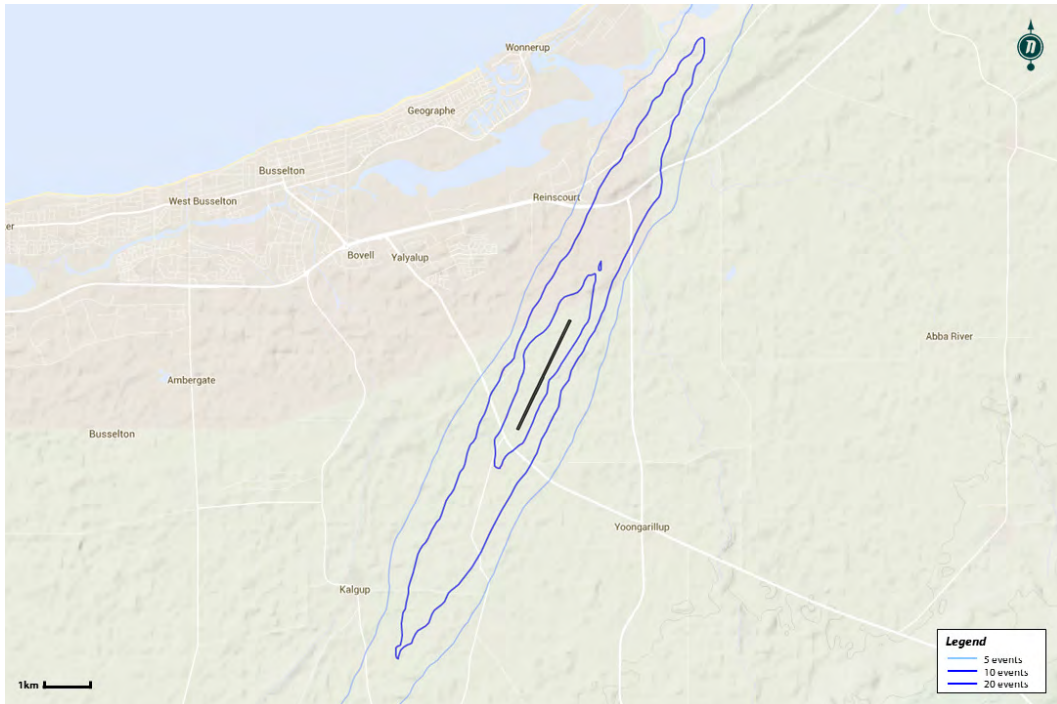 n
Wonnerup
Geographe
Busselton
West Busselton
Reinscourt
er
Bovell
Yalyalup
Abba River
Ambergate
Busselton
Yoongarillup
Kalgup
Legend
5 events
10 events
20 events
1km